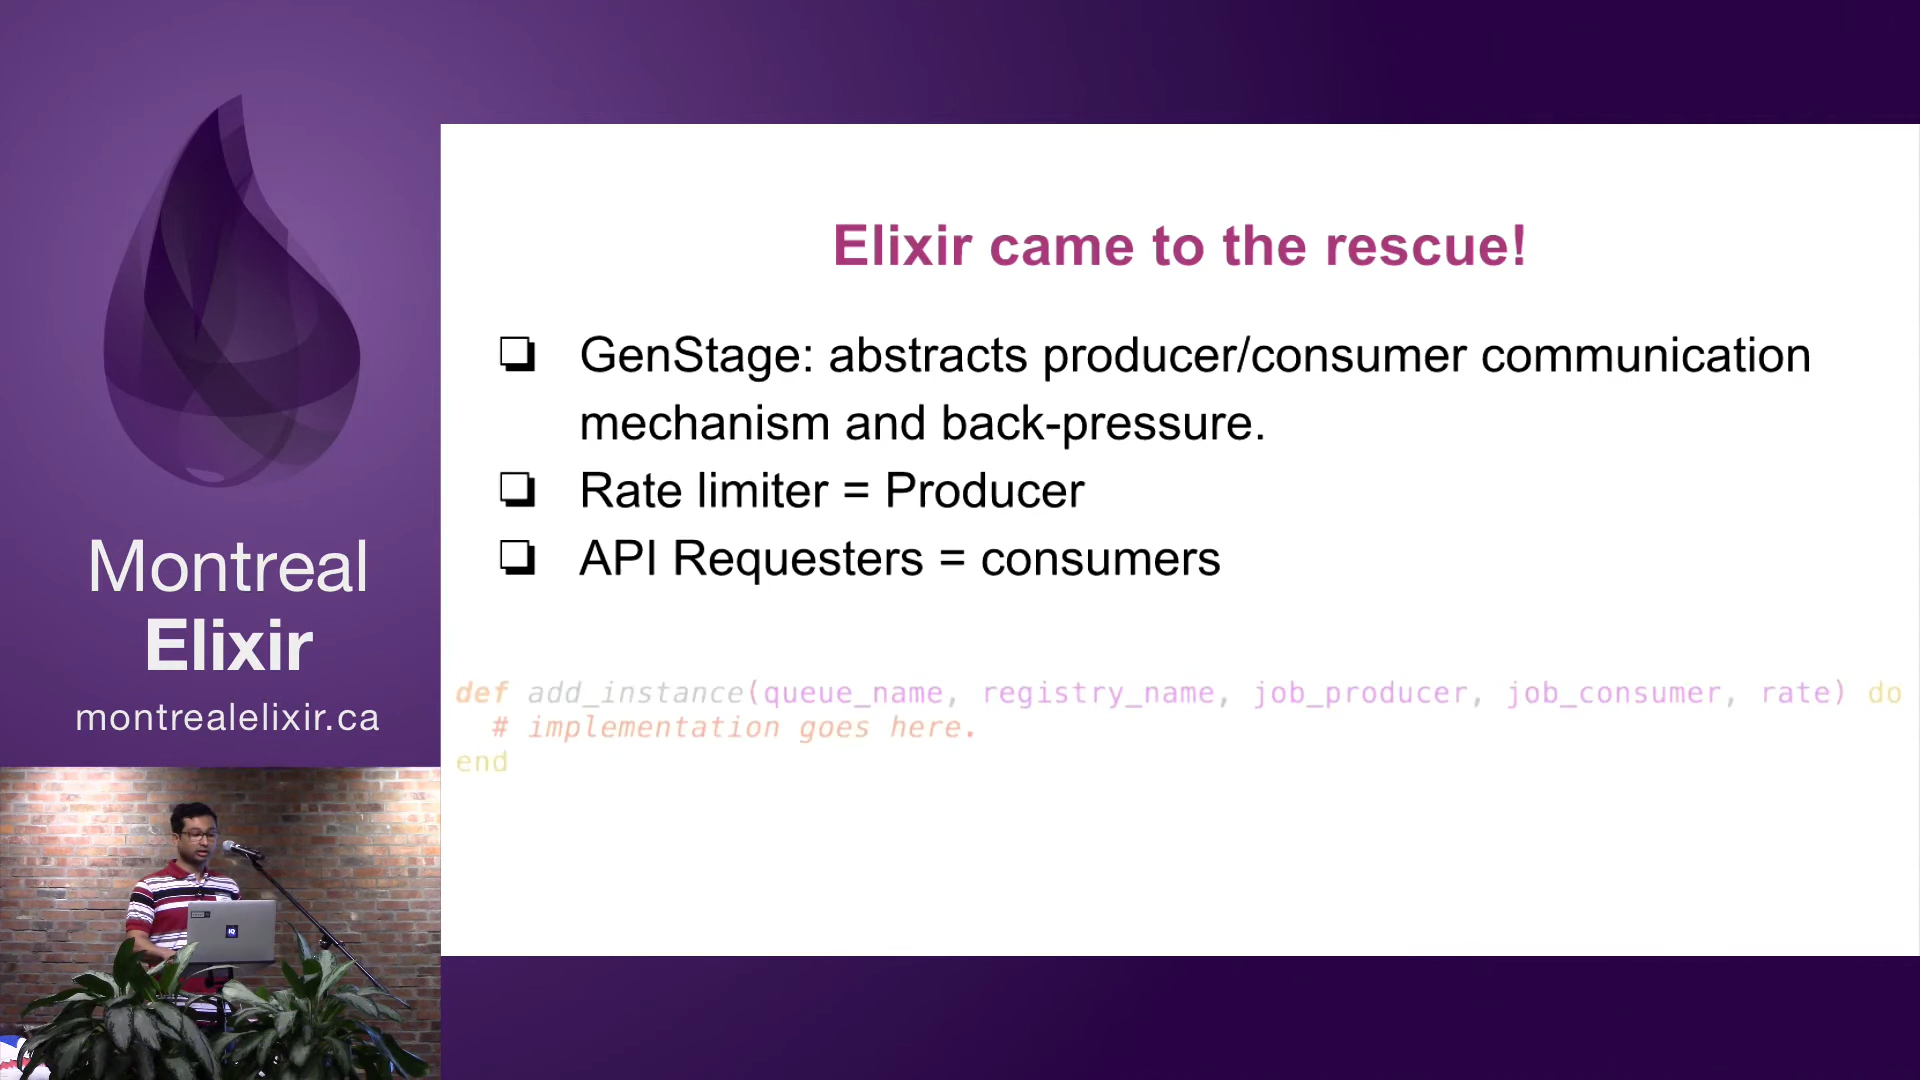 Montreal
Elixir
montrealelixir.ca
Elixir came to the rescue!
GenStage: abstracts producer/consumer communication
mechanism and back-pressure.
Rate limiter = Producer
API Requesters = consumers
def add_instance(queue_name, registry_name, job_producer, job_consumer, rate) do
# implementation goes here.
end